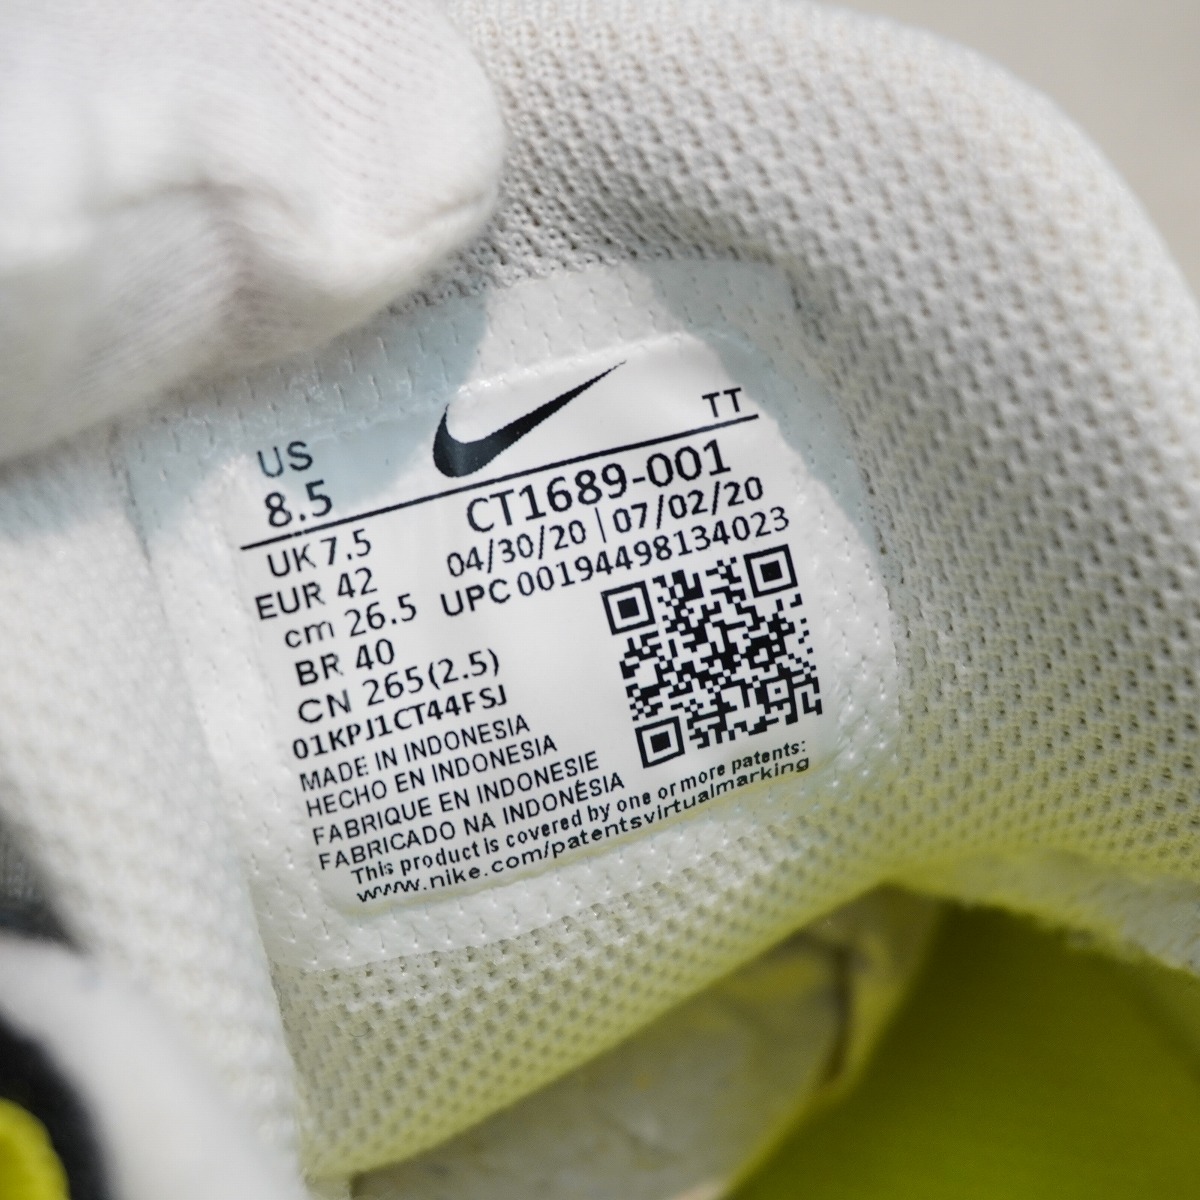 US TT
8.5 CT1689-001
UK 7.5 04/30/20 | 07/02/20
EUR 42 UPC 00194498134023
cm 26.5
BR 40
CN 265(2.5)
01KPJ1CT44FSJ
MADE IN INDONESIA
HECHO EN INDONESIA
FABRIQUE EN INDONESIE
FABRICADO NA INDONÉSIA
This product is covered by one or more patents:
www.nike.com/patentsvirtualmarking